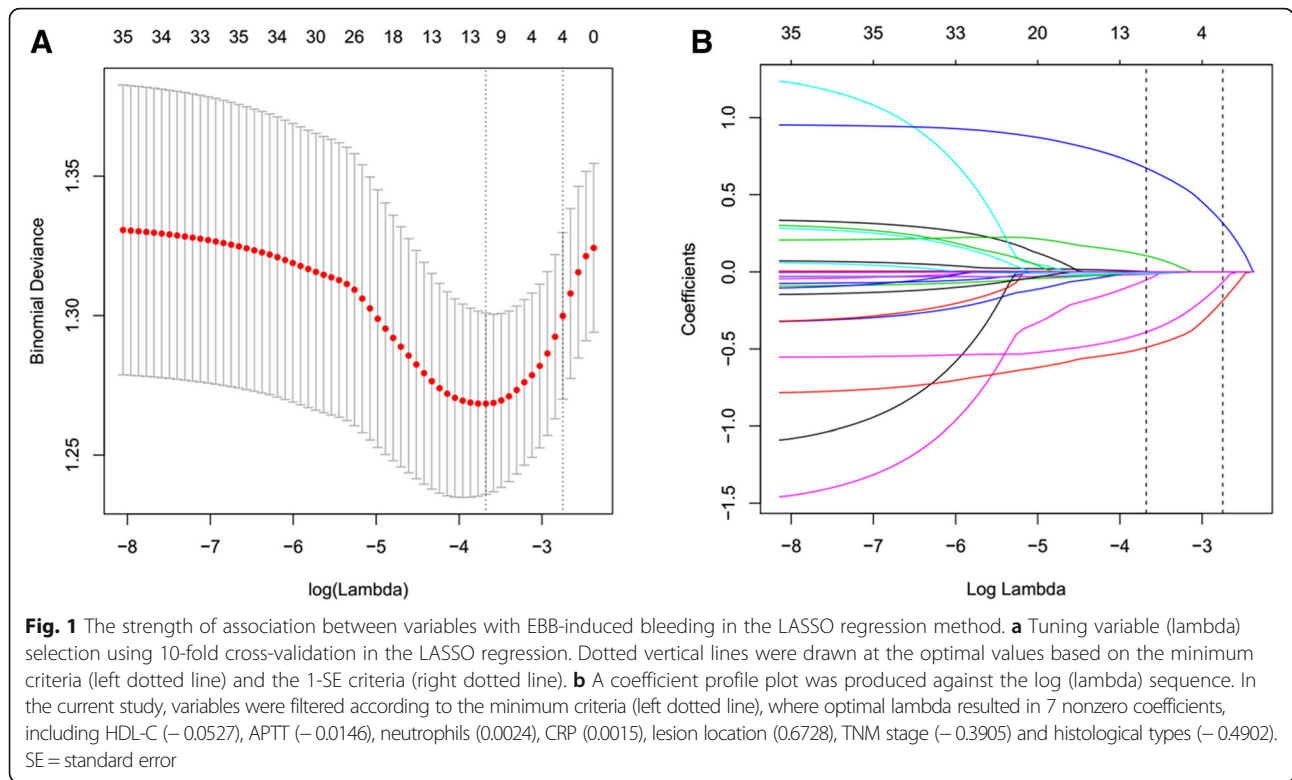 A
35 34 33 35 34 30 26 18 13 13 9 4 4 0
Binomial Deviance
1.35
1.30
1.25
−8 −7 −6 −5 −4 −3
log(Lambda)
B
35 35 33 20 13 4
Coefficients
1.0
0.5
0.0
−0.5
−1.0
−1.5
−8 −7 −6 −5 −4 −3
Log Lambda
Fig. 1 The strength of association between variables with EBB-induced bleeding in the LASSO regression method. a Tuning variable (lambda)
selection using 10-fold cross-validation in the LASSO regression. Dotted vertical lines were drawn at the optimal values based on the minimum
criteria (left dotted line) and the 1-SE criteria (right dotted line). b A coefficient profile plot was produced against the log (lambda) sequence. In
the current study, variables were filtered according to the minimum criteria (left dotted line), where optimal lambda resulted in 7 nonzero coefficients,
including HDL-C (− 0.0527), APTT (− 0.0146), neutrophils (0.0024), CRP (0.0015), lesion location (0.6728), TNM stage (− 0.3905) and histological types (− 0.4902).
SE = standard error